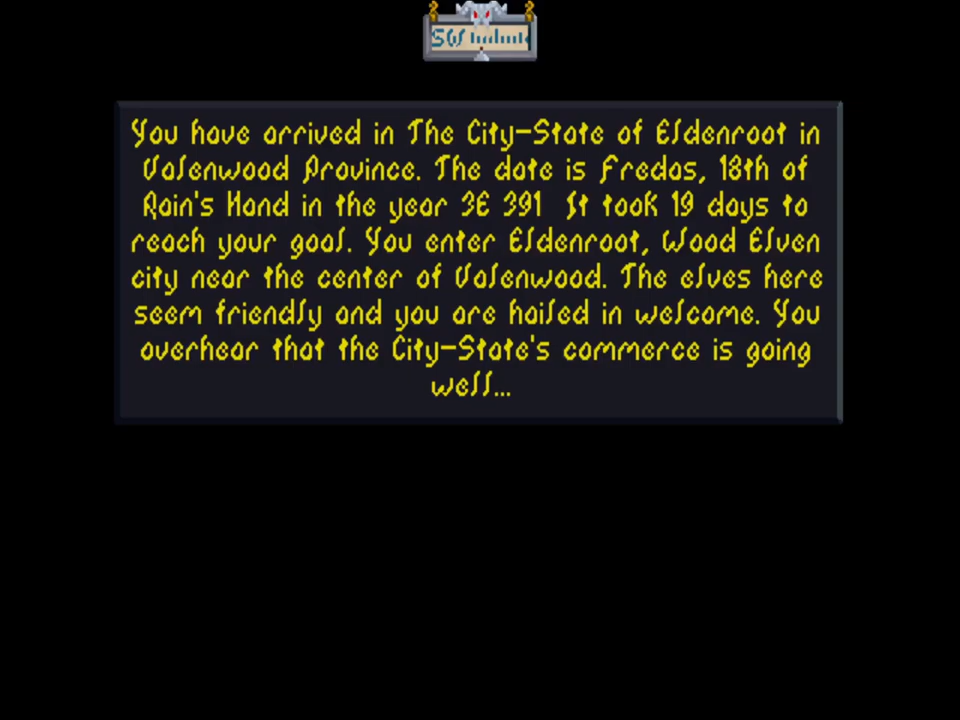 SW
You have arrived in The City-State of Eldenroot in
Valenwood Province. The date is Fredas, 18th of
Rain's Hand in the year 3E 391 It took 19 days to
reach your goal. You enter Eldenroot, Wood Elven
city near the center of Valenwood. The elves here
seem friendly and you are hailed in welcome. You
overhear that the City-State's commerce is going
well...